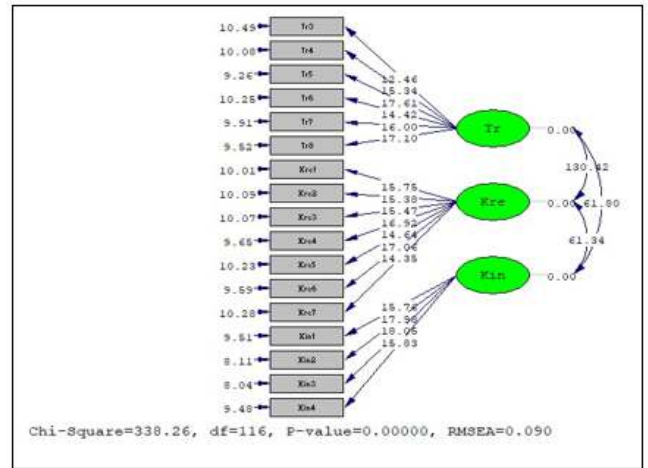 10.49 Tr3
10.08 Tr4
9.26 Tr5
10.25 Tr6
9.91 Tr7
9.52 Tr8
10.01 Kre1
10.09 Kre2
10.07 Kre3
9.65 Kre4
10.23 Kre5
9.59 Kre6
10.28 Kre7
9.51 Kin1
8.11 Kin2
8.04 Kin3
9.48 Kin4
12.46
15.34
17.61
14.42
16.00
17.10
15.75
15.38
15.47
16.92
14.64
17.06
14.35
15.76
17.98
18.05
15.83
Tr 0.00
130.42
Kre 0.00 61.80
61.34
Kin 0.00
Chi-Square=338.26, df=116, P-value=0.00000, RMSEA=0.090